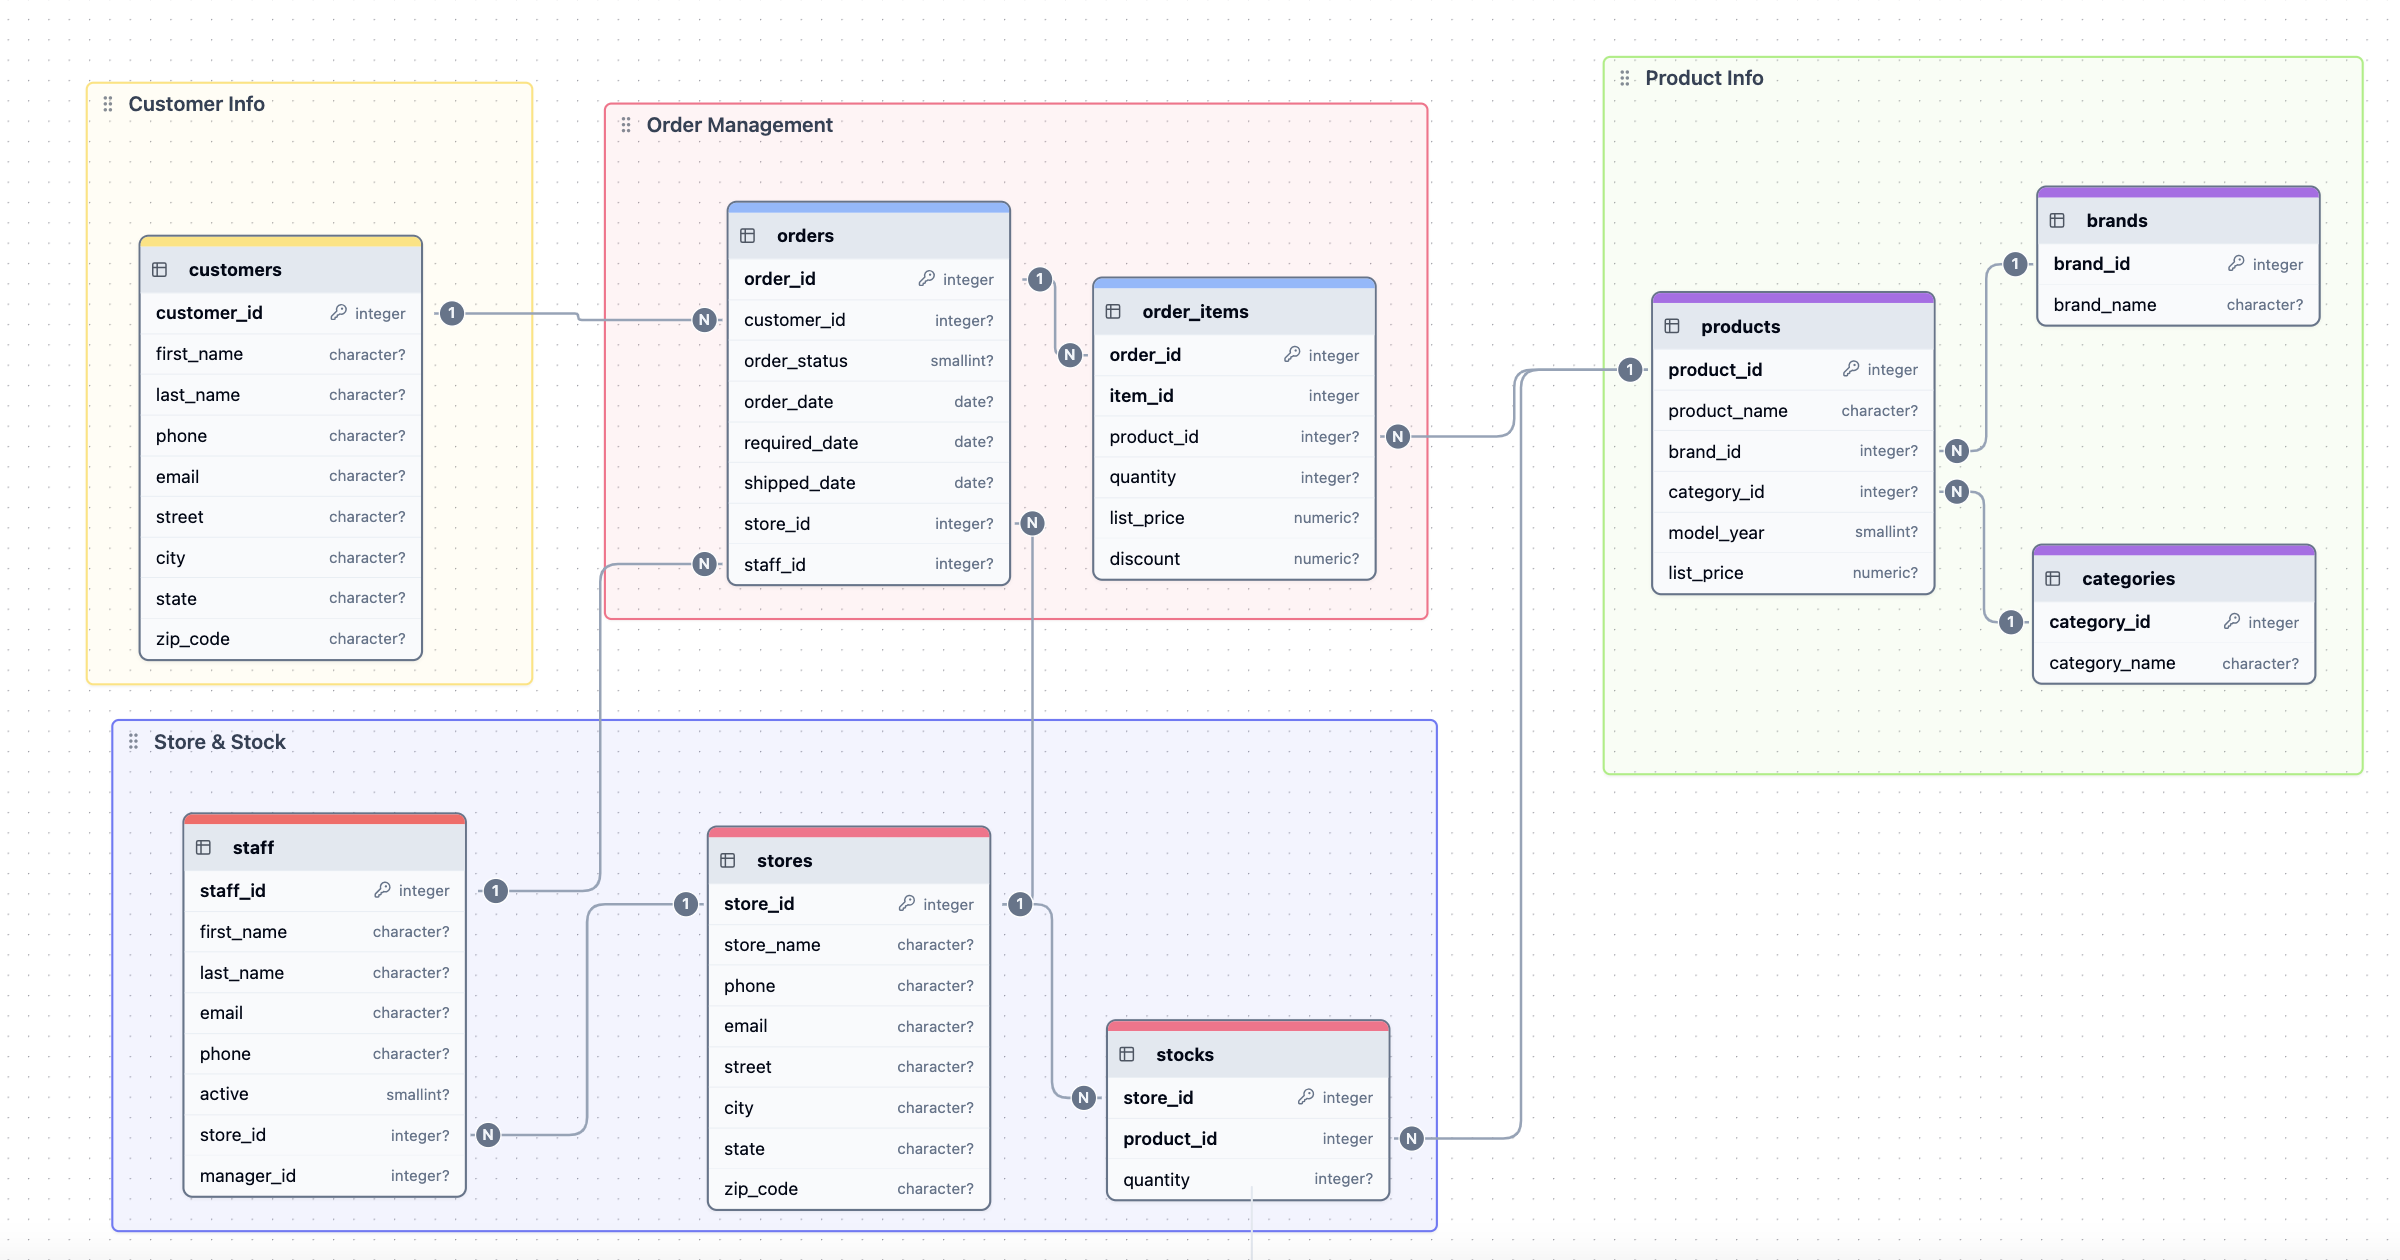 Customer Info
customers
customer_id integer
first_name character?
last_name character?
phone character?
email character?
street character?
city character?
state character?
zip_code character?
1
N
Order Management
orders
order_id integer
customer_id integer?
order_status smallint?
order_date date?
required_date date?
shipped_date date?
store_id integer?
staff_id integer?
1
N
N
N
order_items
order_id integer
item_id integer
product_id integer?
quantity integer?
list_price numeric?
discount numeric?
N
1
Product Info
products
product_id integer
product_name character?
brand_id integer?
category_id integer?
model_year smallint?
list_price numeric?
N
N
1
brands
brand_id integer
brand_name character?
1
categories
category_id integer
category_name character?
Store & Stock
staff
staff_id integer
first_name character?
last_name character?
email character?
phone character?
active smallint?
store_id integer?
manager_id integer?
1
N
1
stores
store_id integer
store_name character?
phone character?
email character?
street character?
city character?
state character?
zip_code character?
1
N
stocks
store_id integer
product_id integer
quantity integer?
N